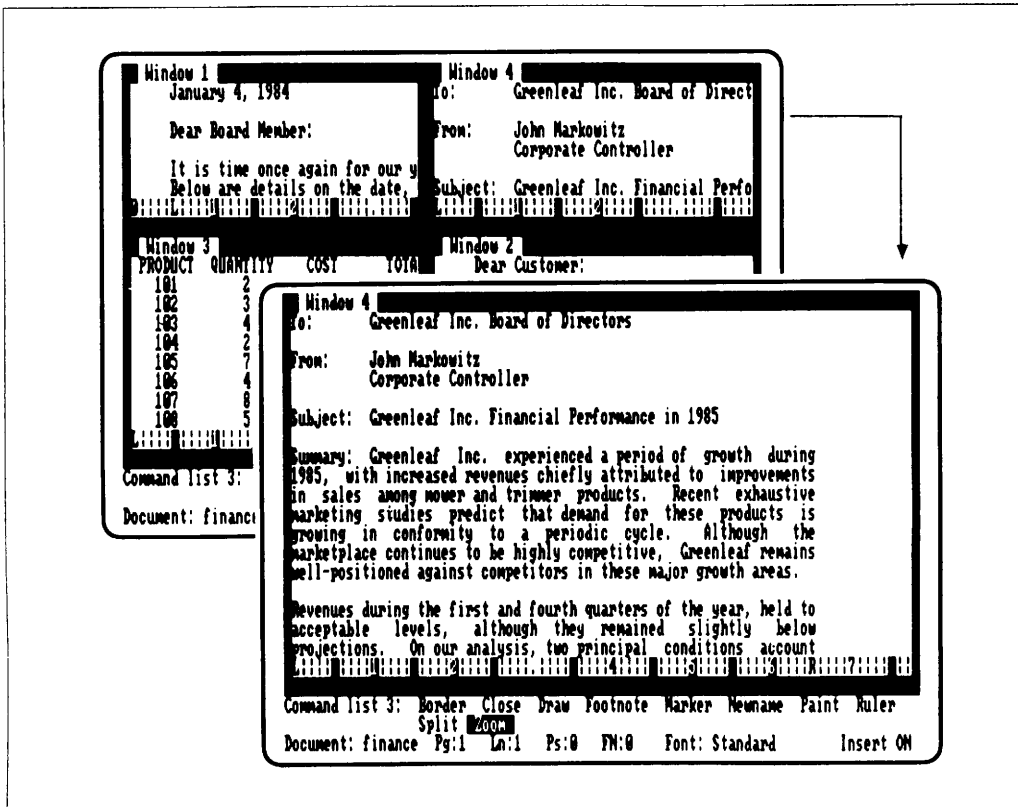 Window 1
January 4, 1984
Dear Board Member:
It is time once again for our y
Below are details on the date,
Window 4
To: Greenleaf Inc. Board of Direct
From: John Markowitz
Corporate Controller
Subject: Greenleaf Inc. Financial Perfo
Window 3
PRODUCT QUANTITY COST TOTA
101 2
102 3
103 4
104 2
105 7
106 4
107 8
108 5
Window 2
Dear Customer:
Command list 3:
Document: finance
Window 4
To: Greenleaf Inc. Board of Directors
From: John Markowitz
Corporate Controller
Subject: Greenleaf Inc. Financial Performance in 1985
Summary: Greenleaf Inc. experienced a period of growth during
1985, with increased revenues chiefly attributed to improvements
in sales among mower and trimmer products. Recent exhaustive
marketing studies predict that demand for these products is
growing in conformity to a periodic cycle. Although the
marketplace continues to be highly competitive, Greenleaf remains
well-positioned against competitors in these major growth areas.
Revenues during the first and fourth quarters of the year, held to
acceptable levels, although they remained slightly below
projections. On our analysis, two principal conditions account
Command list 3: Border Close Draw Footnote Marker Newname Paint Ruler
Split Zoom
Document: finance Pg:1 Ln:1 Ps:0 FN:0 Font: Standard Insert ON